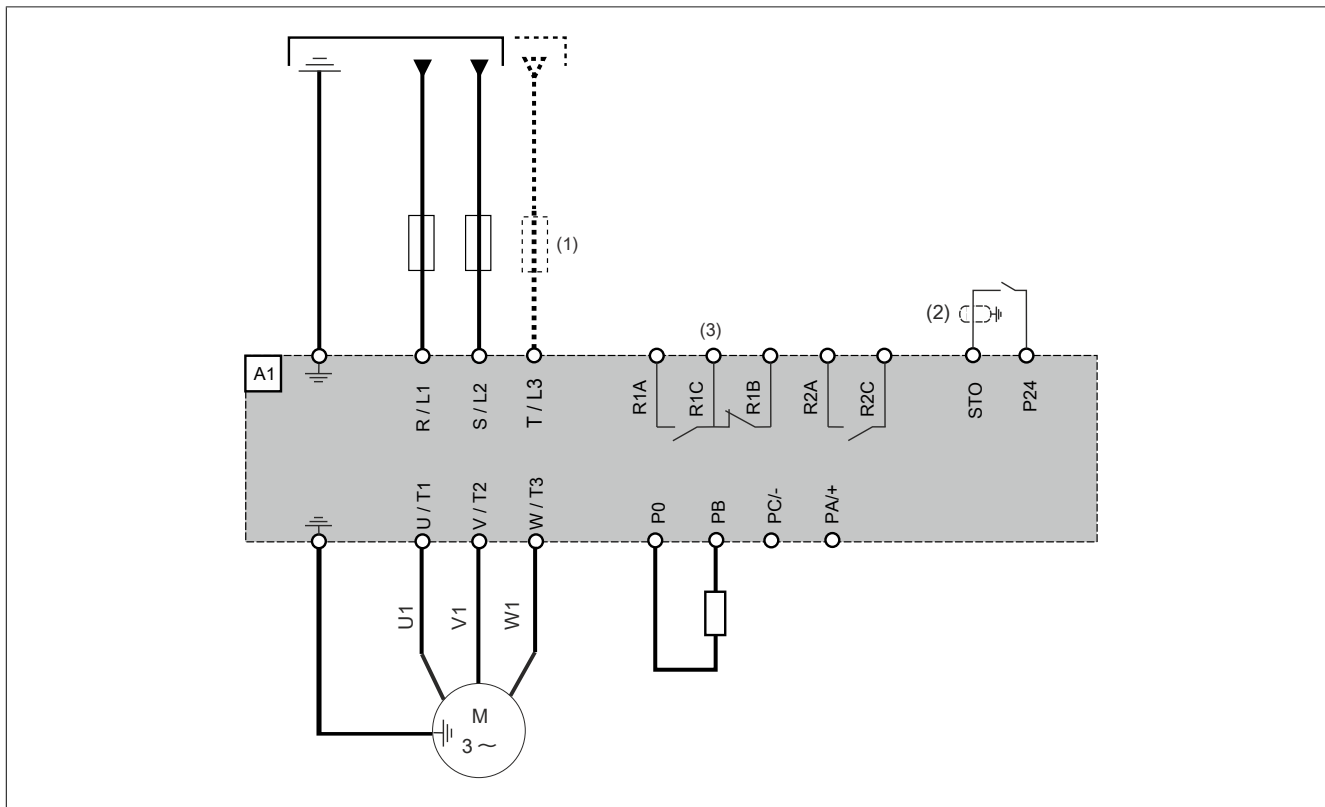 (1)
(2)
(3)
A1
R / L1
S / L2
T / L3
R1A
R1C
R1B
R2A
R2C
STO
P24
U / T1
V / T2
W / T3
P0
PB
PC/-
PA/+
U1
V1
W1
M
3 ~